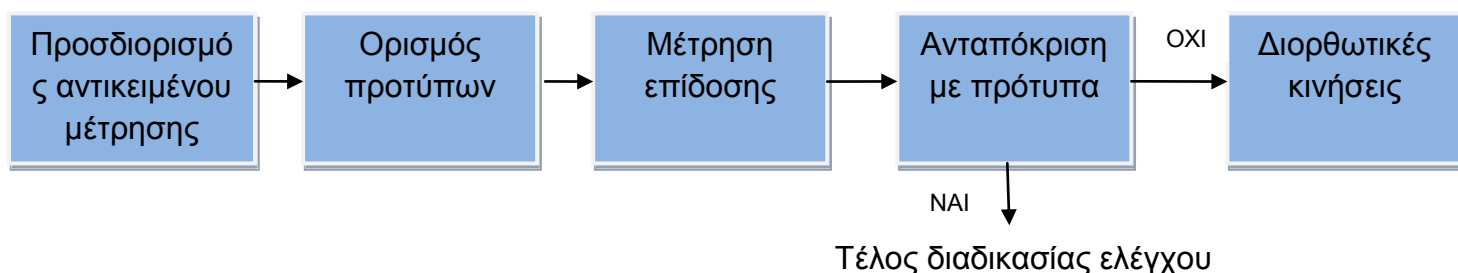 Προσδιορισμό
ς αντικειμένου
μέτρησης
Ορισμός
προτύπων
Μέτρηση
επίδοσης
Ανταπόκριση
με πρότυπα
ΟΧΙ
Διορθωτικές
κινήσεις
ΝΑΙ
Τέλος διαδικασίας ελέγχου